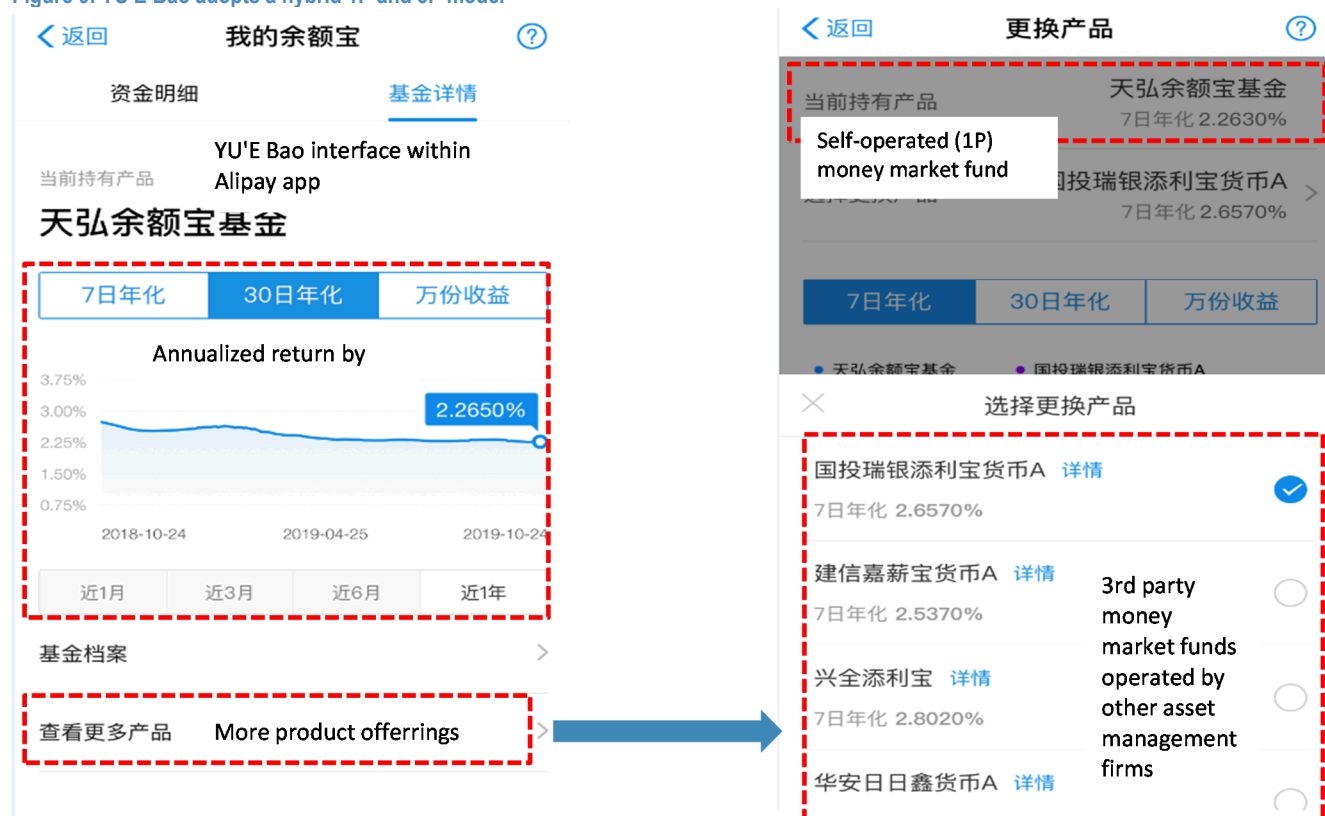 返回
我的余额宝
?
资金明细
基金详情
YU'E Bao interface within
Alipay app
当前持有产品
天弘余额宝基金
7日年化
30日年化
万份收益
Annualized return by
3.75%
3.00%
2.2650%
2.25%
1.50%
0.75%
2018-10-24
2019-04-25
2019-10-24
近1月
近3月
近6月
近1年
基金档案
查看更多产品
More product offerrings
返回
更换产品
?
当前持有产品
天弘余额宝基金
7日年化 2.2630%
Self-operated (1P)
money market fund
国投瑞银添利宝货币A
7日年化 2.6570%
7日年化
30日年化
万份收益
天弘余额宝基金
国投瑞银添利宝货币A
选择更换产品
国投瑞银添利宝货币A 详情
7日年化 2.6570%
建信嘉薪宝货币A 详情
7日年化 2.5370%
兴全添利宝 详情
7日年化 2.8020%
华安日日鑫货币A 详情
3rd party
money
market funds
operated by
other asset
management
firms